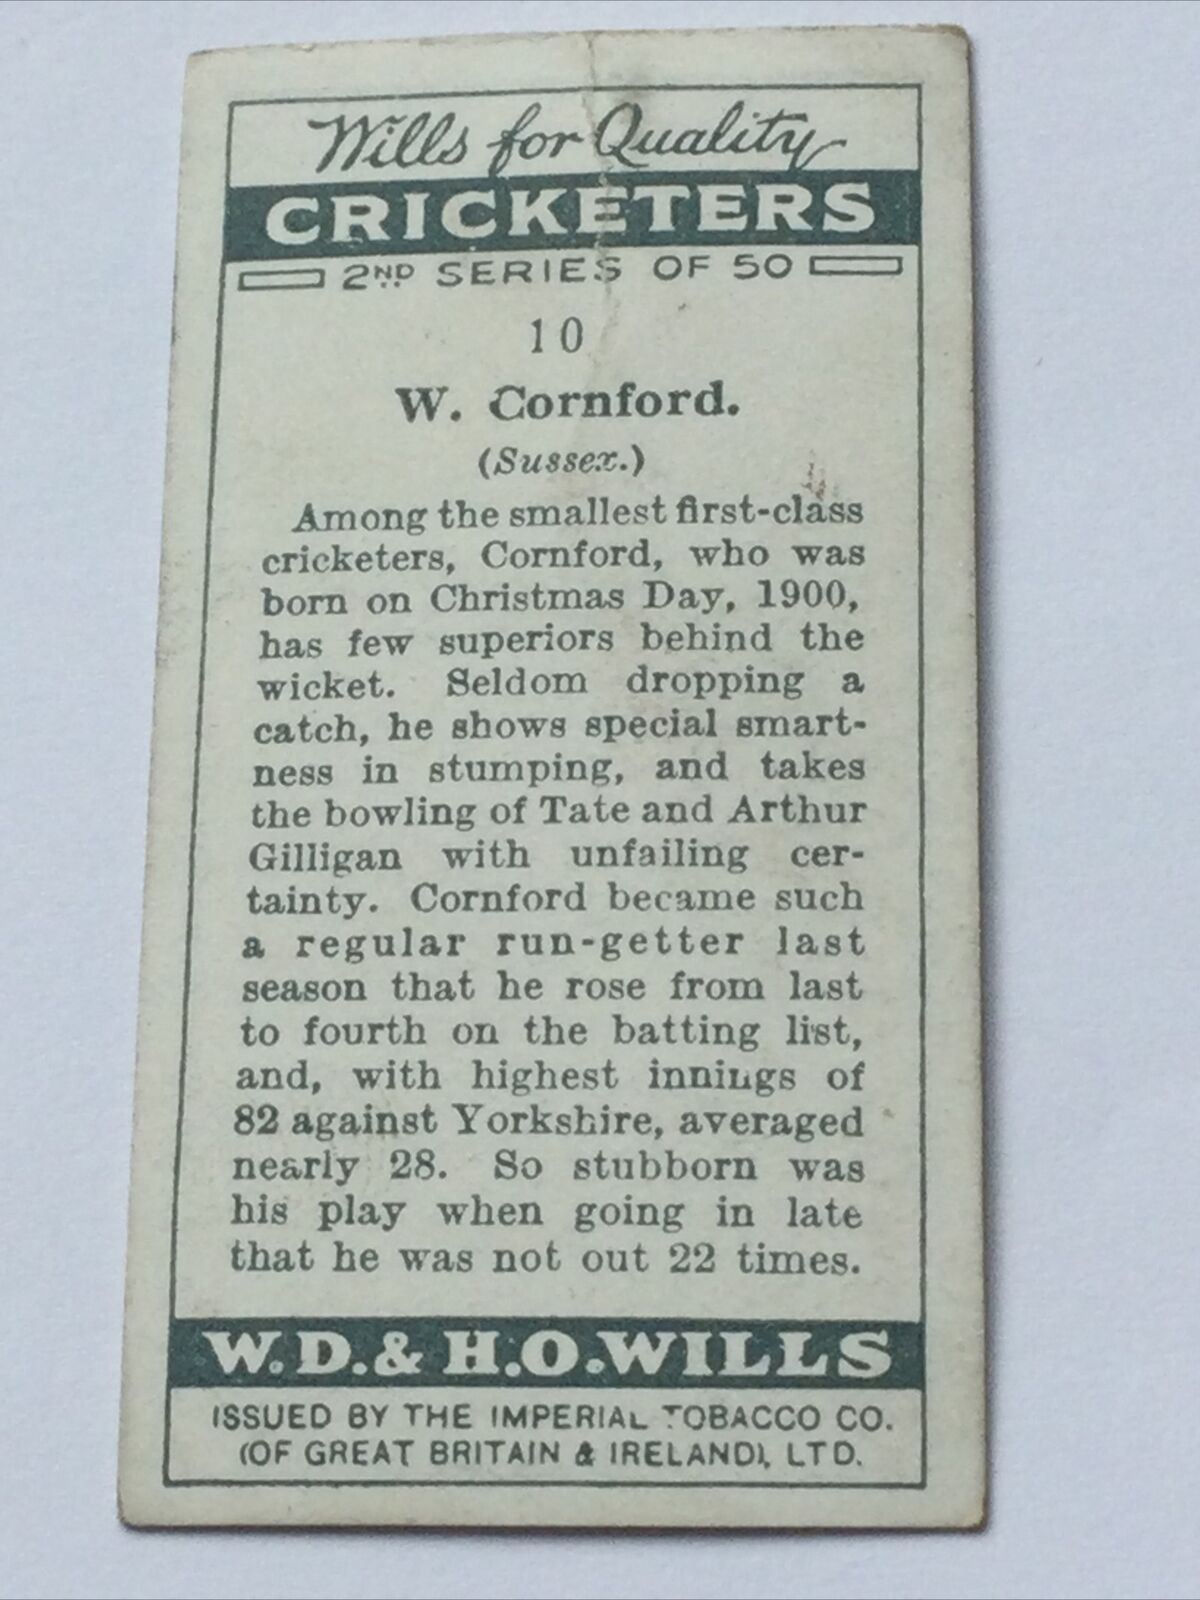 Wills for Quality
CRICKETERS
2ND SERIES OF 50
10
W. Cornford.
(Sussex.)
Among the smallest first-class
cricketers, Cornford, who was
born on Christmas Day, 1900,
has few superiors behind the
wicket. Seldom dropping a
catch, he shows special smart-
ness in stumping, and takes
the bowling of Tate and Arthur
Gilligan with unfailing cer-
tainty. Cornford became such
a regular run-getter last
season that he rose from last
to fourth on the batting list,
and, with highest innings of
82 against Yorkshire, averaged
nearly 28. So stubborn was
his play when going in late
that he was not out 22 times.
W.D.& H.O.WILLS
ISSUED BY THE IMPERIAL TOBACCO CO.
(OF GREAT BRITAIN & IRELAND), LTD.